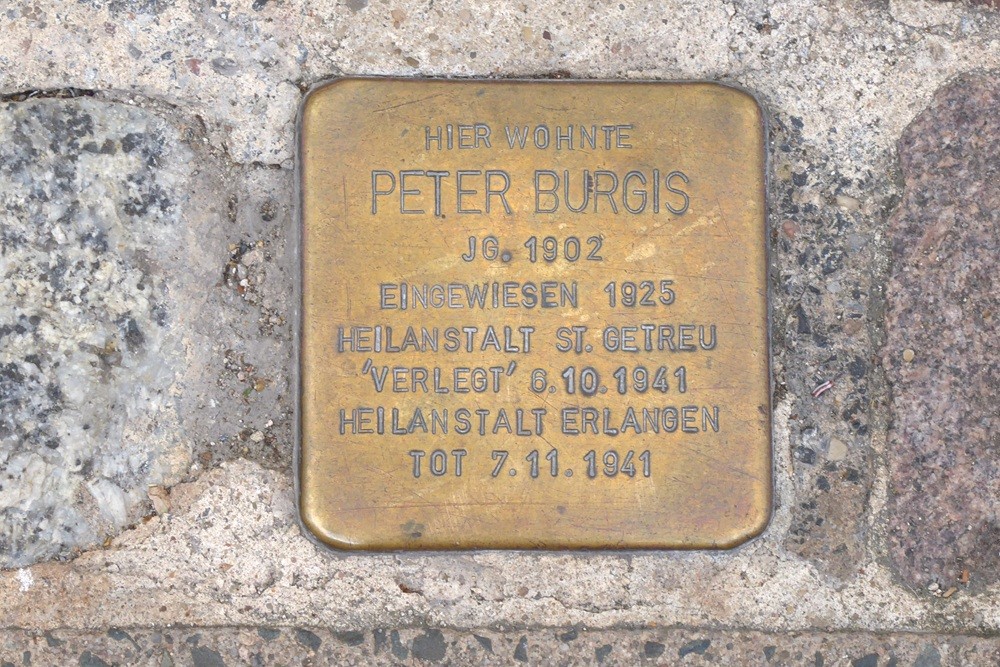 HIER WOHNTE
PETER BURGIS
JG. 1902
EINGEWIESEN 1925
HEILANSTALT ST. GETREU
'VERLEGT' 6.10.1941
HEILANSTALT ERLANGEN
TOT 7.11.1941